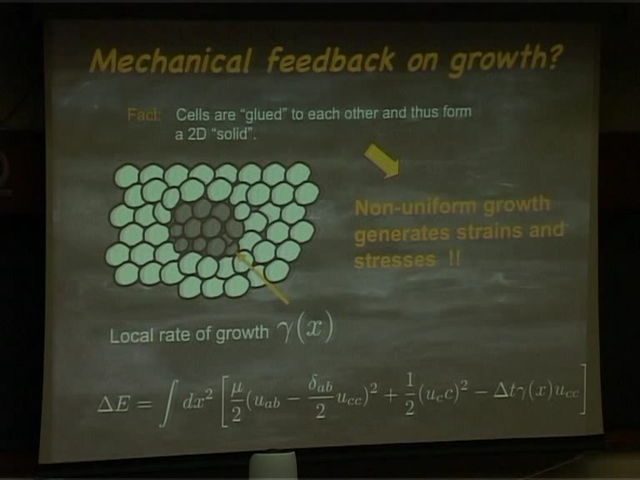 Mechanical feedback on growth?
Fact: Cells are "glued" to each other and thus form
a 2D "solid".
Non-uniform growth
generates strains and
stresses !!
Local rate of growth γ(x)
ΔE = ∫ dx² [ μ/2 (u_ab − δ_ab/2 u_cc)² + 1/2 (u_c c)² − Δtγ(x)u_cc ]